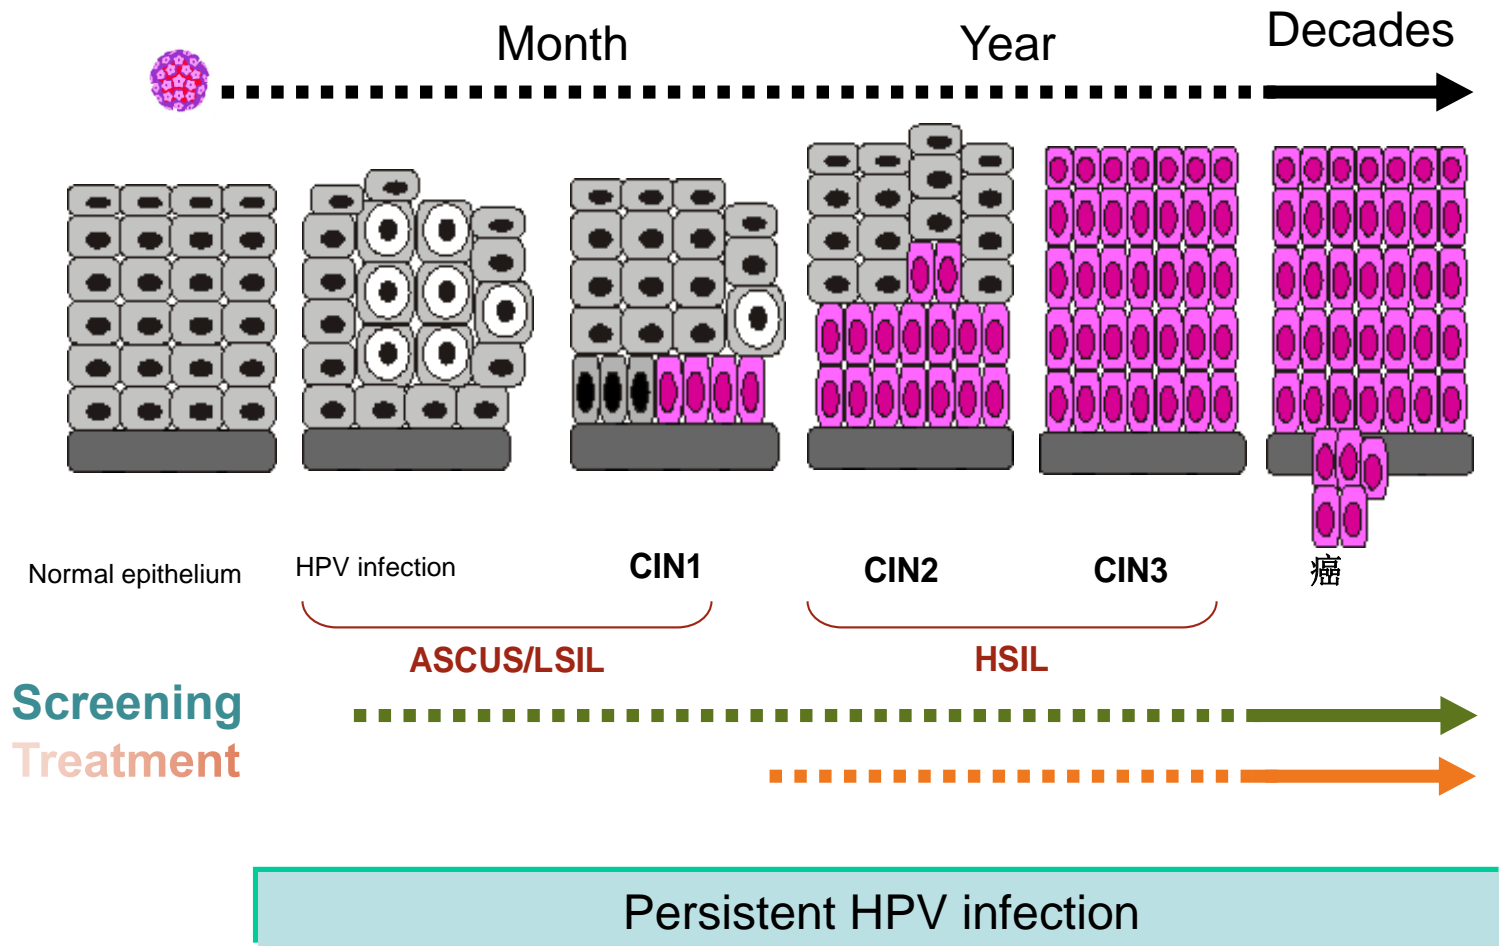 Month
Year
Decades
Normal epithelium
HPV infection
CIN1
CIN2
CIN3
癌
ASCUS/LSIL
HSIL
Screening
Treatment
Persistent HPV infection